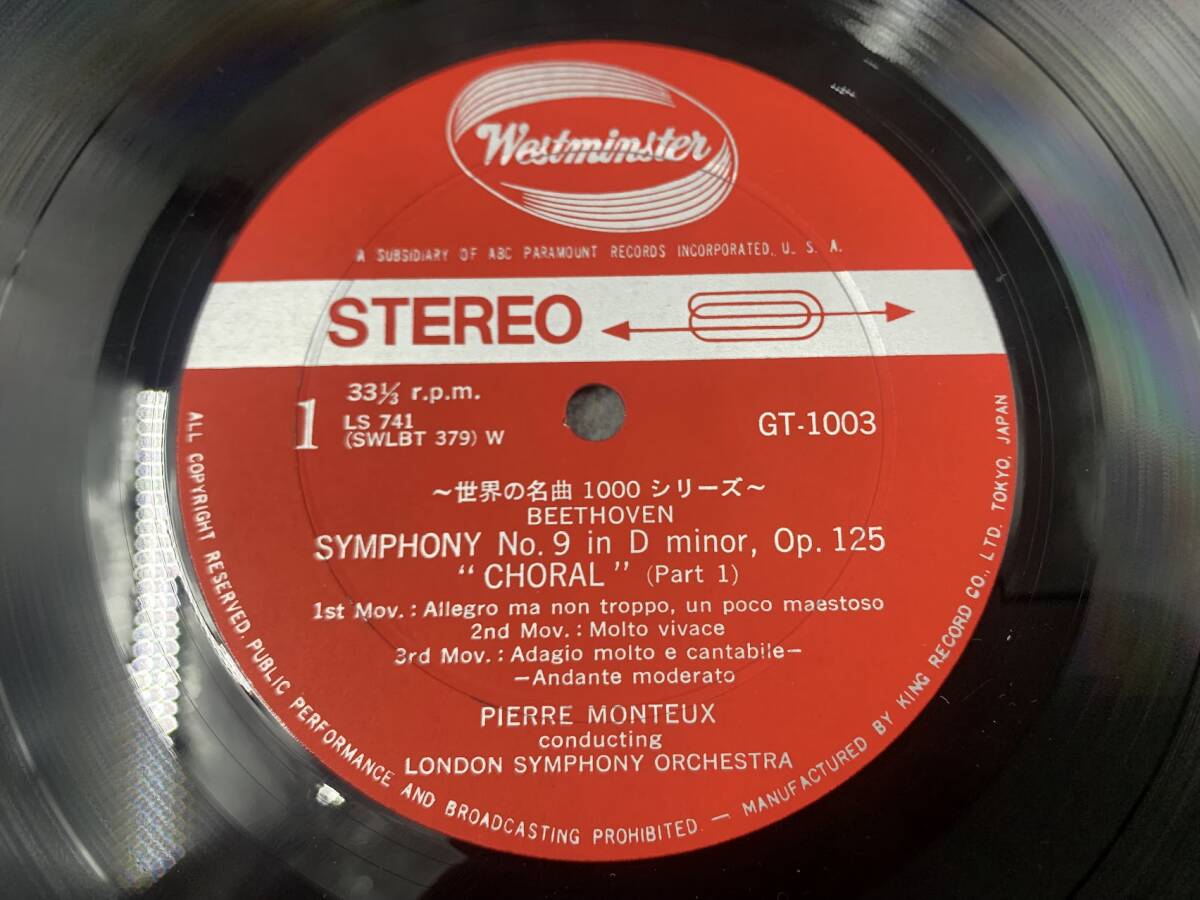 Westminster
A SUBSIDIARY OF ABC PARAMOUNT RECORDS INCORPORATED., U. S. A.
STEREO
33⅓ r.p.m.
1
LS 741
(SWLBT 379) W
GT-1003
～世界の名曲 1000 シリーズ～
BEETHOVEN
SYMPHONY No. 9 in D minor, Op. 125
“CHORAL” (Part 1)
1st Mov.: Allegro ma non troppo, un poco maestoso
2nd Mov.: Molto vivace
3rd Mov.: Adagio molto e cantabile—
—Andante moderato
PIERRE MONTEUX
conducting
LONDON SYMPHONY ORCHESTRA
ALL COPYRIGHT RESERVED. PUBLIC PERFORMANCE AND BROADCASTING PROHIBITED. — MANUFACTURED BY KING RECORD CO., LTD. TOKYO, JAPAN